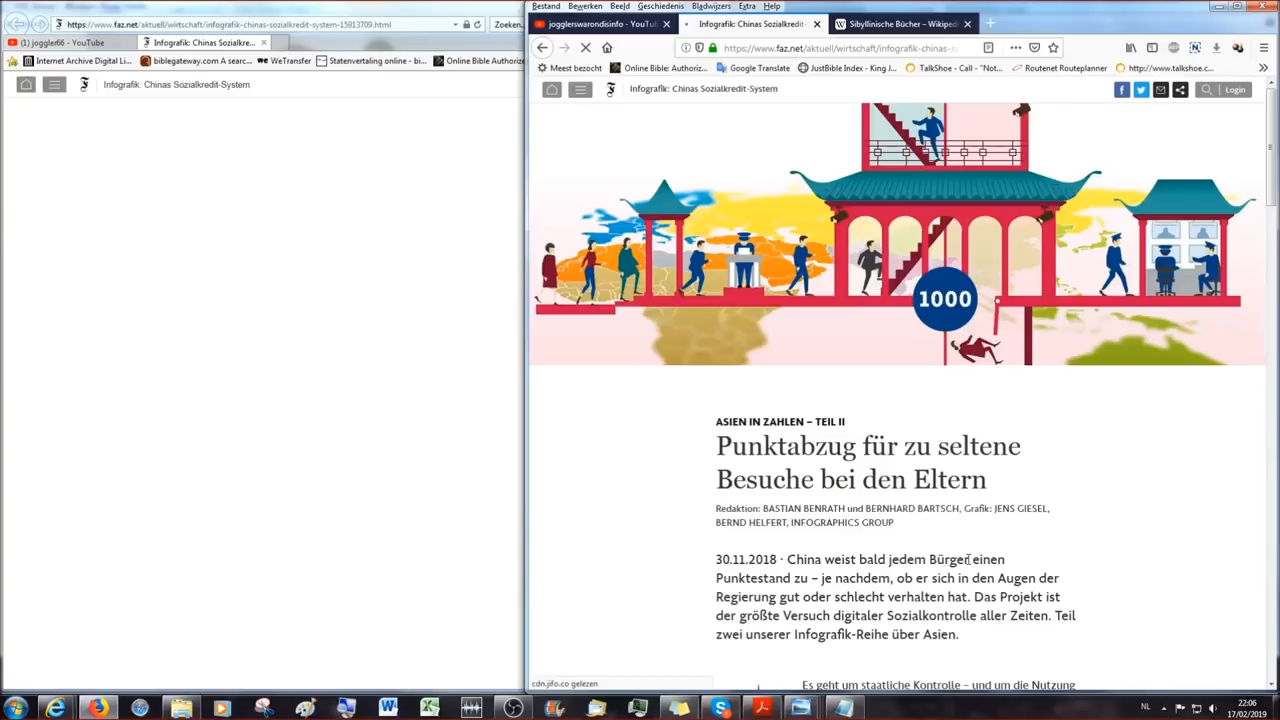 https://www.faz.net/aktuell/wirtschaft/infografik-chinas-sozialkredit-system-15913709.html
Zoeken...
(1) joggler66 - YouTube
Infografik: Chinas Sozialkre...
Internet Archive Digital Li...
biblegateway.com A searc...
WeTransfer
Statenvertaling online - bi...
Online Bible Authori
Infografik: Chinas Sozialkredit-System
Bestand Bewerken Beeld Geschiedenis Bladwijzers Extra Help
jogglerswarondisinfo - YouTub
Infografik: Chinas Sozialkredit-
Sibyllinische Bücher – Wikiped
https://www.faz.net/aktuell/wirtschaft/infografik-chinas-s
Meest bezocht
Online Bible: Authoriz...
Google Translate
JustBible Index - King J...
TalkShoe - Call - "Not...
Routenet Routeplanner
http://www.talkshoe.c...
Infografik: Chinas Sozialkredit-System
Login
1000
ASIEN IN ZAHLEN – TEIL II
Punktabzug für zu seltene
Besuche bei den Eltern
Redaktion: BASTIAN BENRATH und BERNHARD BARTSCH, Grafik: JENS GIESEL,
BERND HELFERT, INFOGRAPHICS GROUP
30.11.2018 · China weist bald jedem Bürger einen
Punktestand zu – je nachdem, ob er sich in den Augen der
Regierung gut oder schlecht verhalten hat. Das Projekt ist
der größte Versuch digitaler Sozialkontrolle aller Zeiten. Teil
zwei unserer Infografik-Reihe über Asien.
Es geht um staatliche Kontrolle – und um die Nutzung
cdn.jifo.co gelezen
NL
22:06
17/02/2019